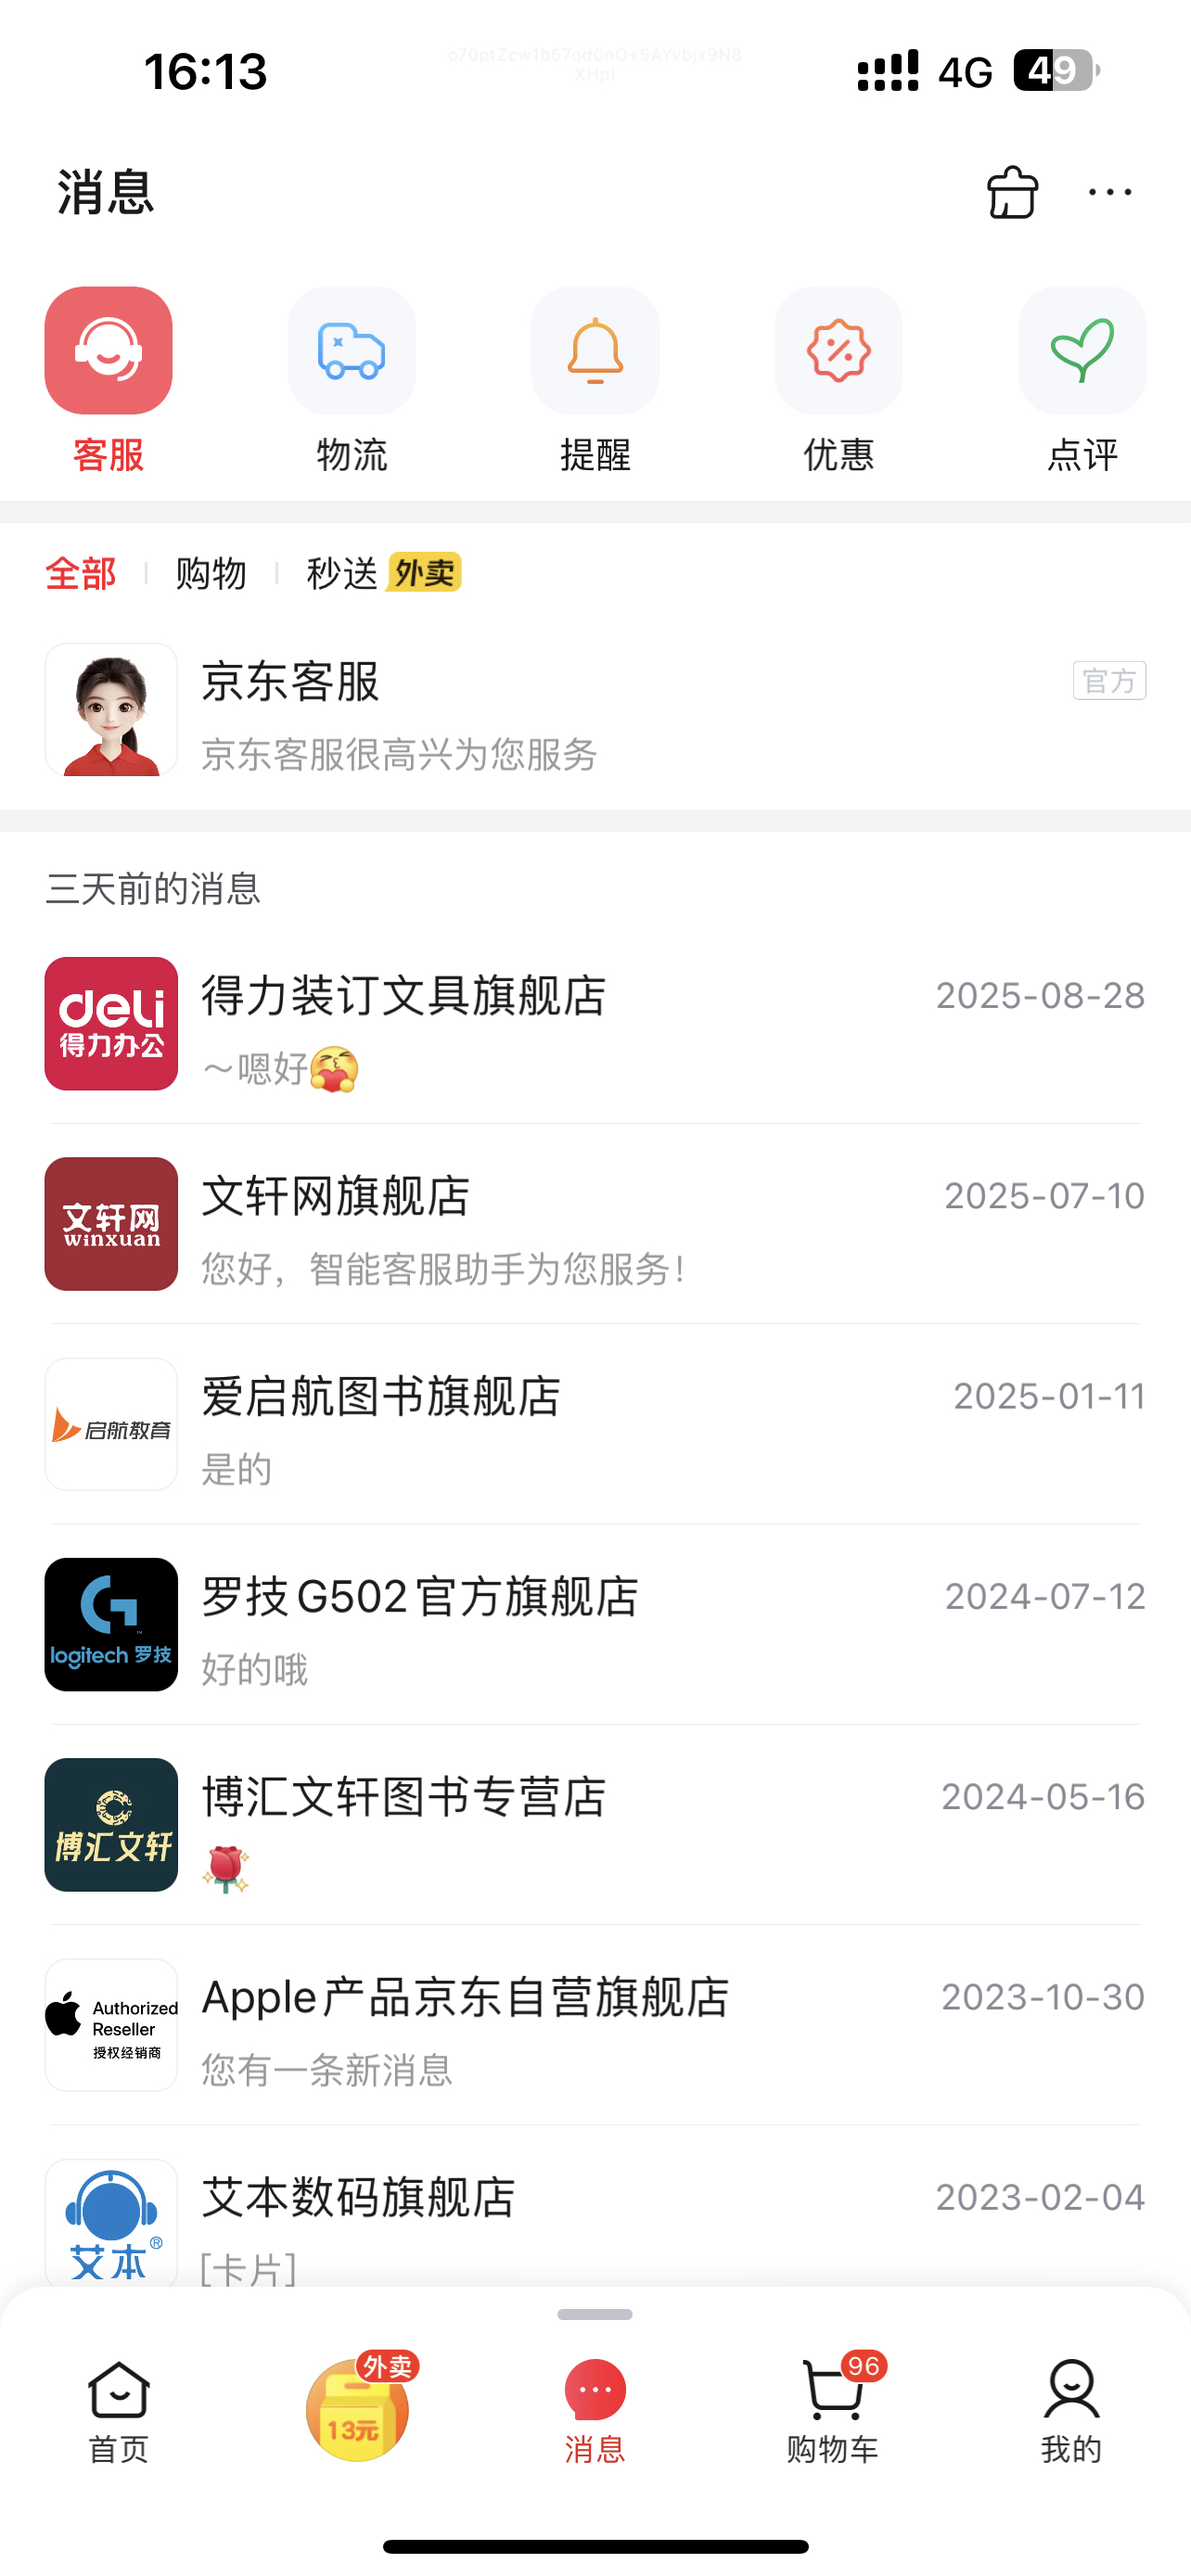 16:13
4G
49
消息
客服
物流
提醒
优惠
点评
全部
购物
秒送
外卖
京东客服
官方
京东客服很高兴为您服务
三天前的消息
deli
得力办公
得力装订文具旗舰店
2025-08-28
～嗯好
文轩网
winxuan
文轩网旗舰店
2025-07-10
您好，智能客服助手为您服务！
启航教育
爱启航图书旗舰店
2025-01-11
是的
logitech 罗技
罗技G502官方旗舰店
2024-07-12
好的哦
博汇文轩
博汇文轩图书专营店
2024-05-16
Authorized
Reseller
授权经销商
Apple产品京东自营旗舰店
2023-10-30
您有一条新消息
艾本®
艾本数码旗舰店
2023-02-04
[卡片]
首页
外卖
13元
消息
96
购物车
我的